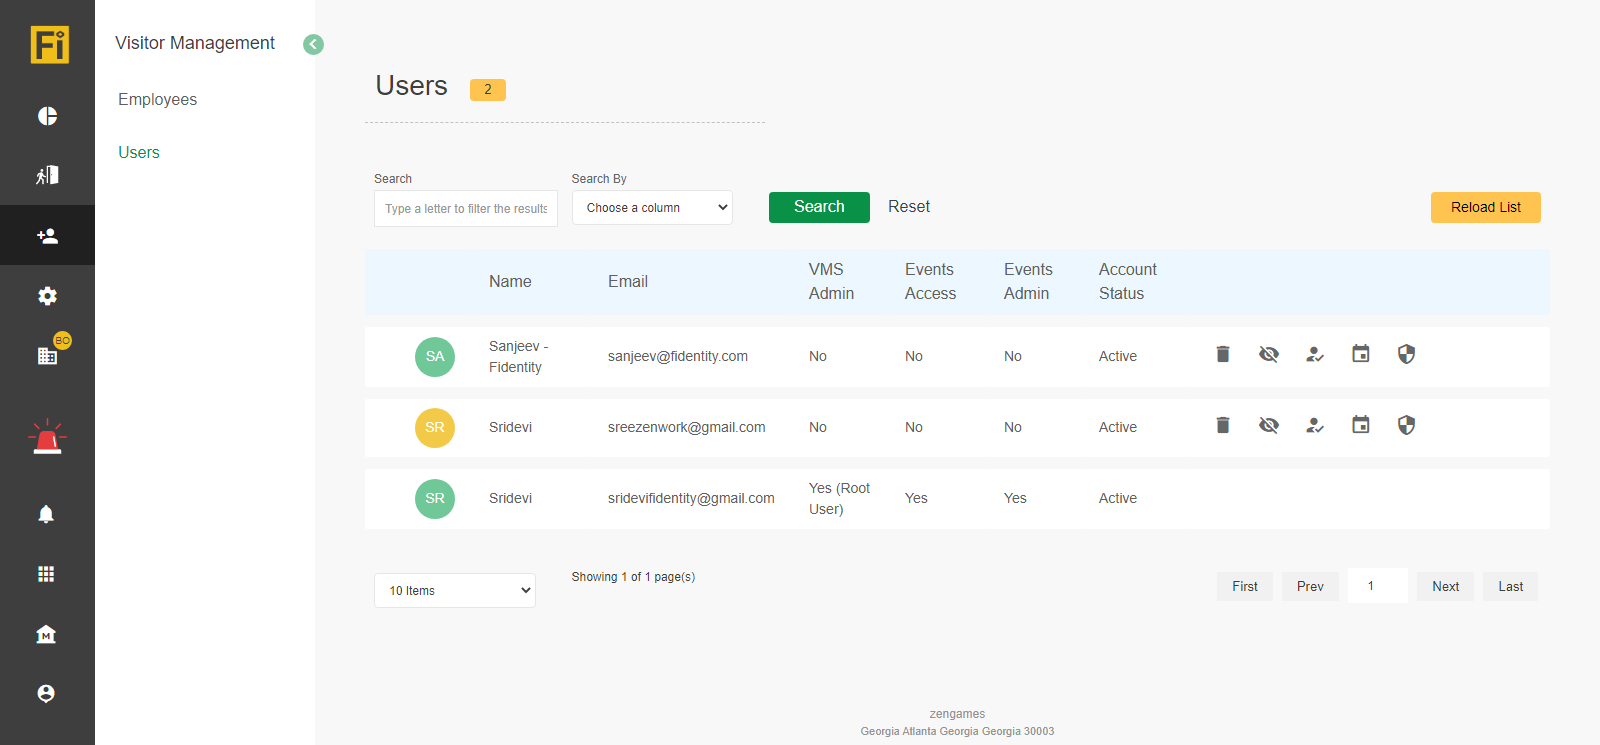 Fi
Visitor Management
Employees
Users
BO
M
Users 2
Search
Type a letter to filter the results
Search By
Choose a column
Search
Reset
Reload List
Name
Email
VMS
Admin
Events
Access
Events
Admin
Account
Status
SA
Sanjeev -
Fidentity
sanjeev@fidentity.com
No
No
No
Active
SR
Sridevi
sreezenwork@gmail.com
No
No
No
Active
SR
Sridevi
sridevifidentity@gmail.com
Yes (Root
User)
Yes
Yes
Active
10 Items
Showing 1 of 1 page(s)
First
Prev
1
Next
Last
zengames
Georgia Atlanta Georgia Georgia 30003